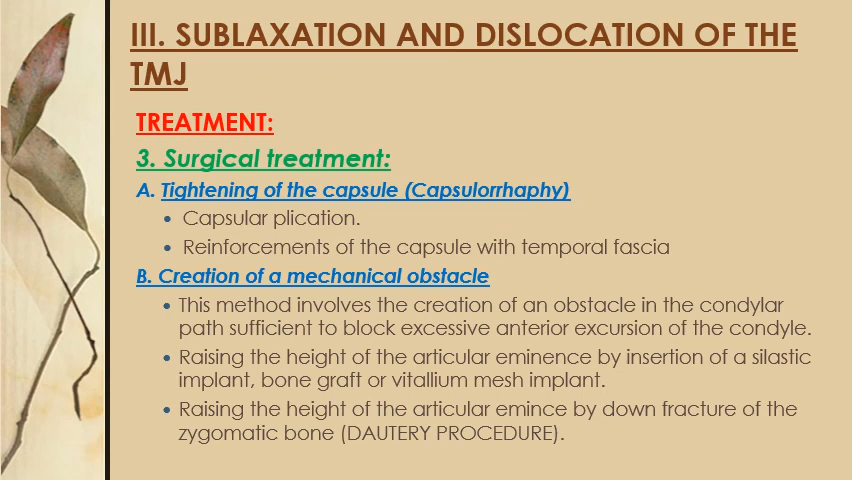 III. SUBLAXATION AND DISLOCATION OF THE
TMJ
TREATMENT:
3. Surgical treatment:
A. Tightening of the capsule (Capsulorrhaphy)
• Capsular plication.
• Reinforcements of the capsule with temporal fascia
B. Creation of a mechanical obstacle
• This method involves the creation of an obstacle in the condylar
path sufficient to block excessive anterior excursion of the condyle.
• Raising the height of the articular eminence by insertion of a silastic
implant, bone graft or vitallium mesh implant.
• Raising the height of the articular emince by down fracture of the
zygomatic bone (DAUTERY PROCEDURE).